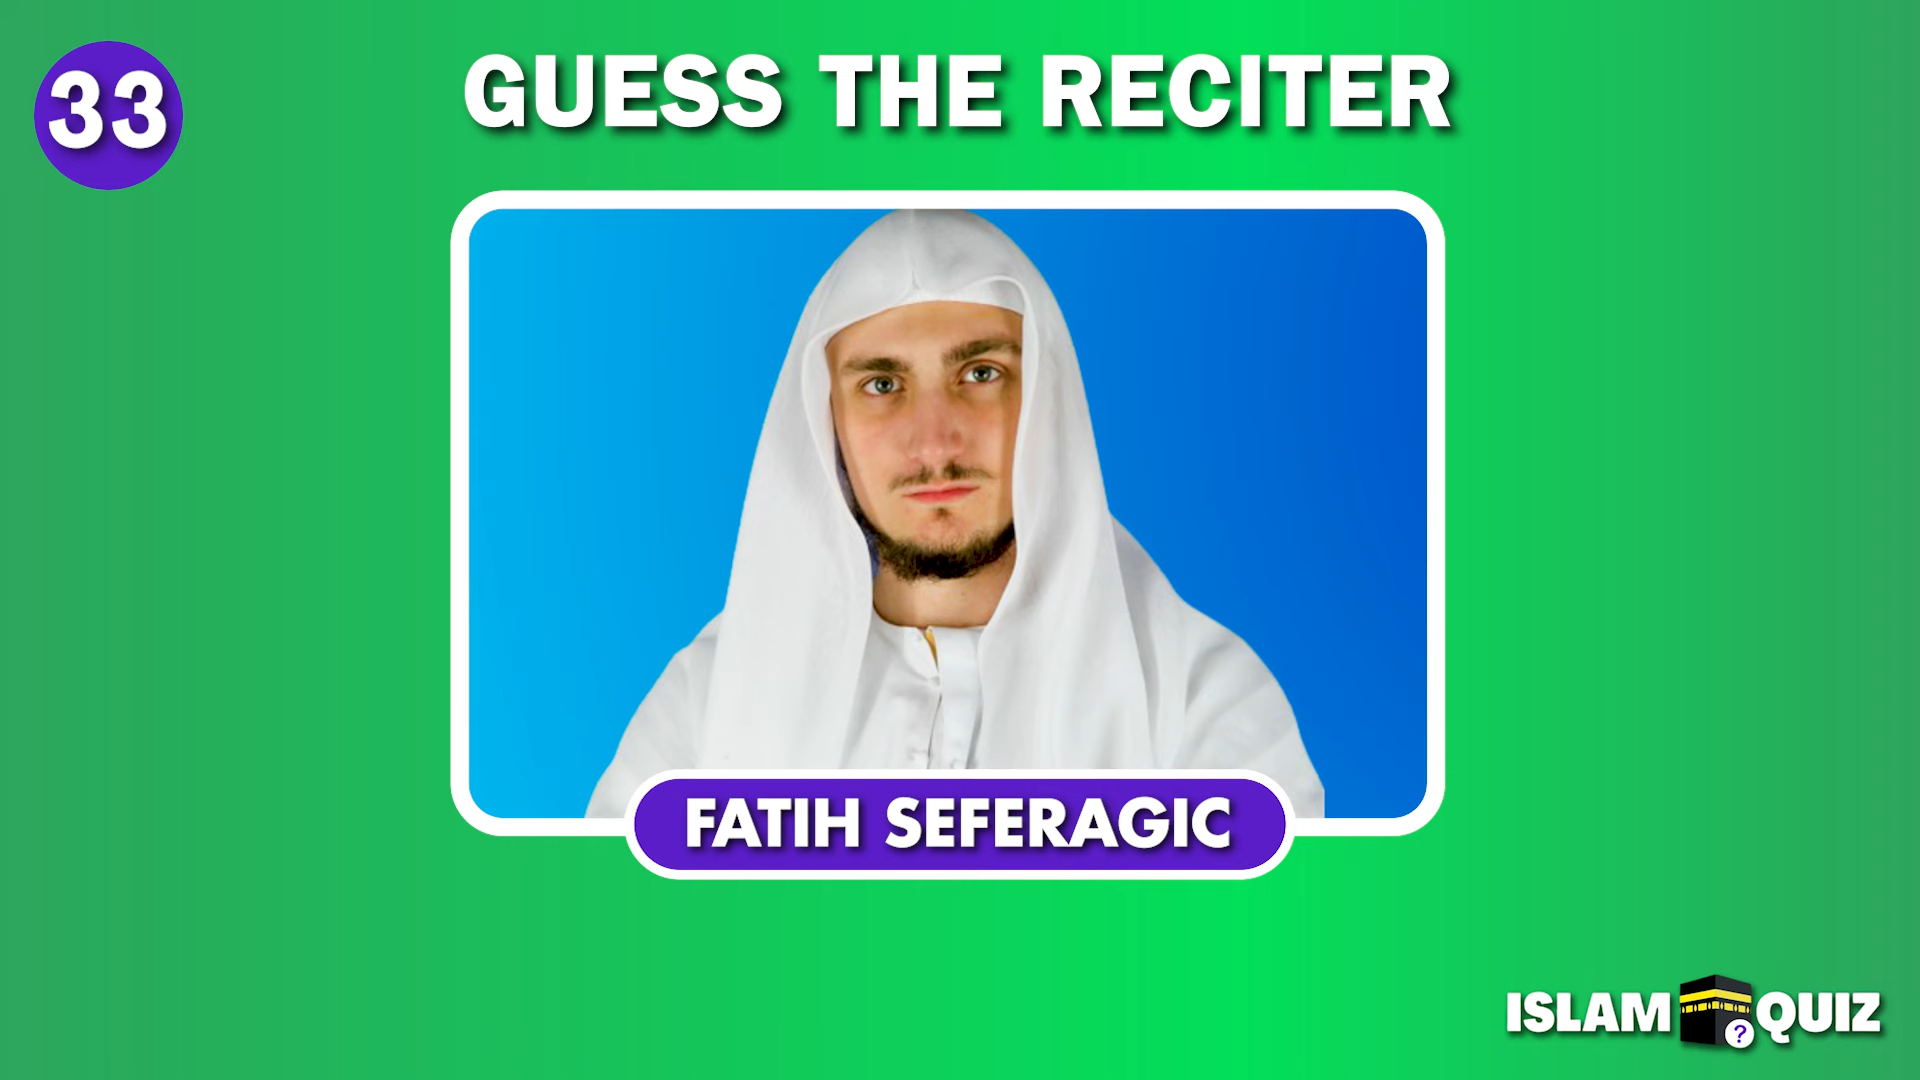 33
GUESS THE RECITER
FATIH SEFERAGIC
ISLAM ? QUIZ